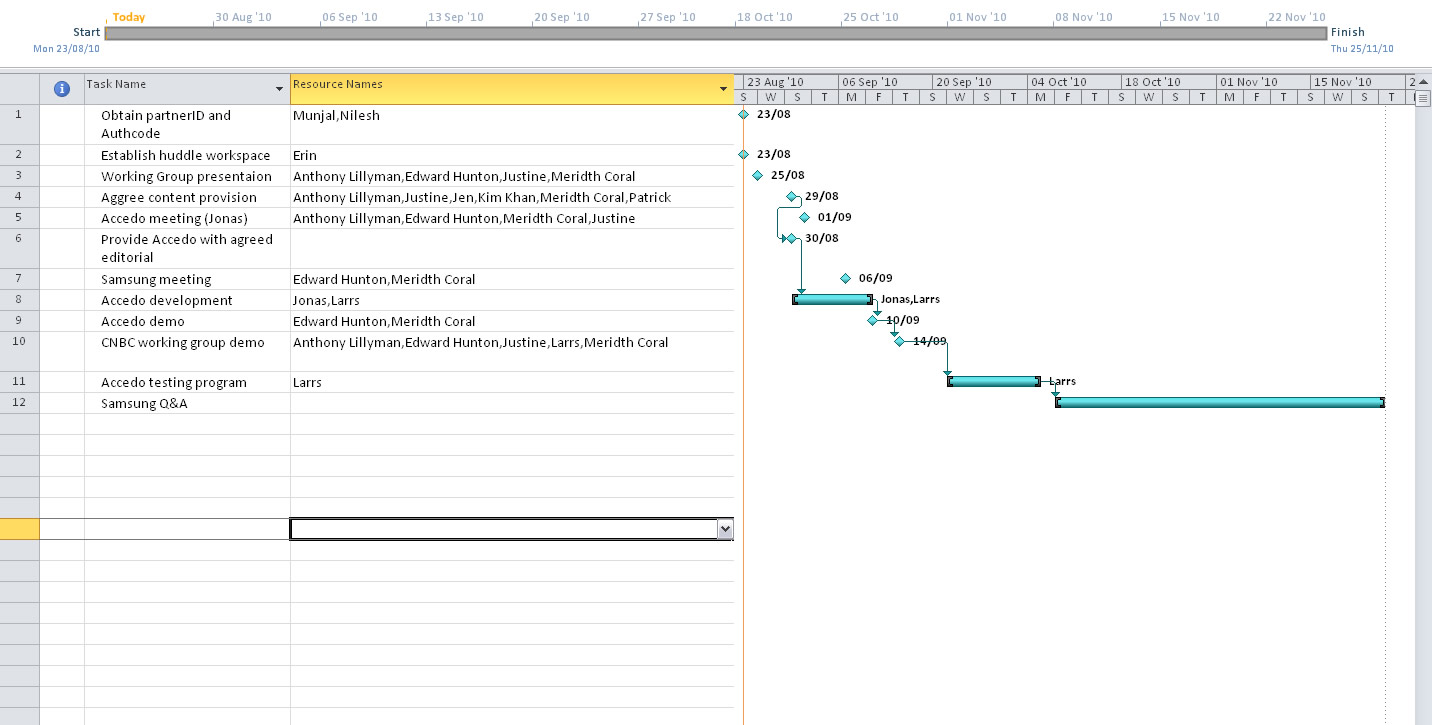 Today 30 Aug '10 06 Sep '10 13 Sep '10 20 Sep '10 27 Sep '10 18 Oct '10 25 Oct '10 01 Nov '10 08 Nov '10 15 Nov '10 22 Nov '10
Start Finish
Mon 23/08/10 Thu 25/11/10
Task Name Resource Names 23 Aug '10 06 Sep '10 20 Sep '10 04 Oct '10 18 Oct '10 01 Nov '10 15 Nov '10 2
S W S T M F T S W S T M F T S W S T M F T S W S T
1 Obtain partnerID and Munjal,Nilesh 23/08
Authcode
2 Establish huddle workspace Erin 23/08
3 Working Group presentaion Anthony Lillyman,Edward Hunton,Justine,Meridth Coral 25/08
4 Aggree content provision Anthony Lillyman,Justine,Jen,Kim Khan,Meridth Coral,Patrick 29/08
5 Accedo meeting (Jonas) Anthony Lillyman,Edward Hunton,Meridth Coral,Justine 01/09
6 Provide Accedo with agreed 30/08
editorial
7 Samsung meeting Edward Hunton,Meridth Coral 06/09
8 Accedo development Jonas,Larrs Jonas,Larrs
9 Accedo demo Edward Hunton,Meridth Coral 10/09
10 CNBC working group demo Anthony Lillyman,Edward Hunton,Justine,Larrs,Meridth Coral 14/09
11 Accedo testing program Larrs Larrs
12 Samsung Q&A